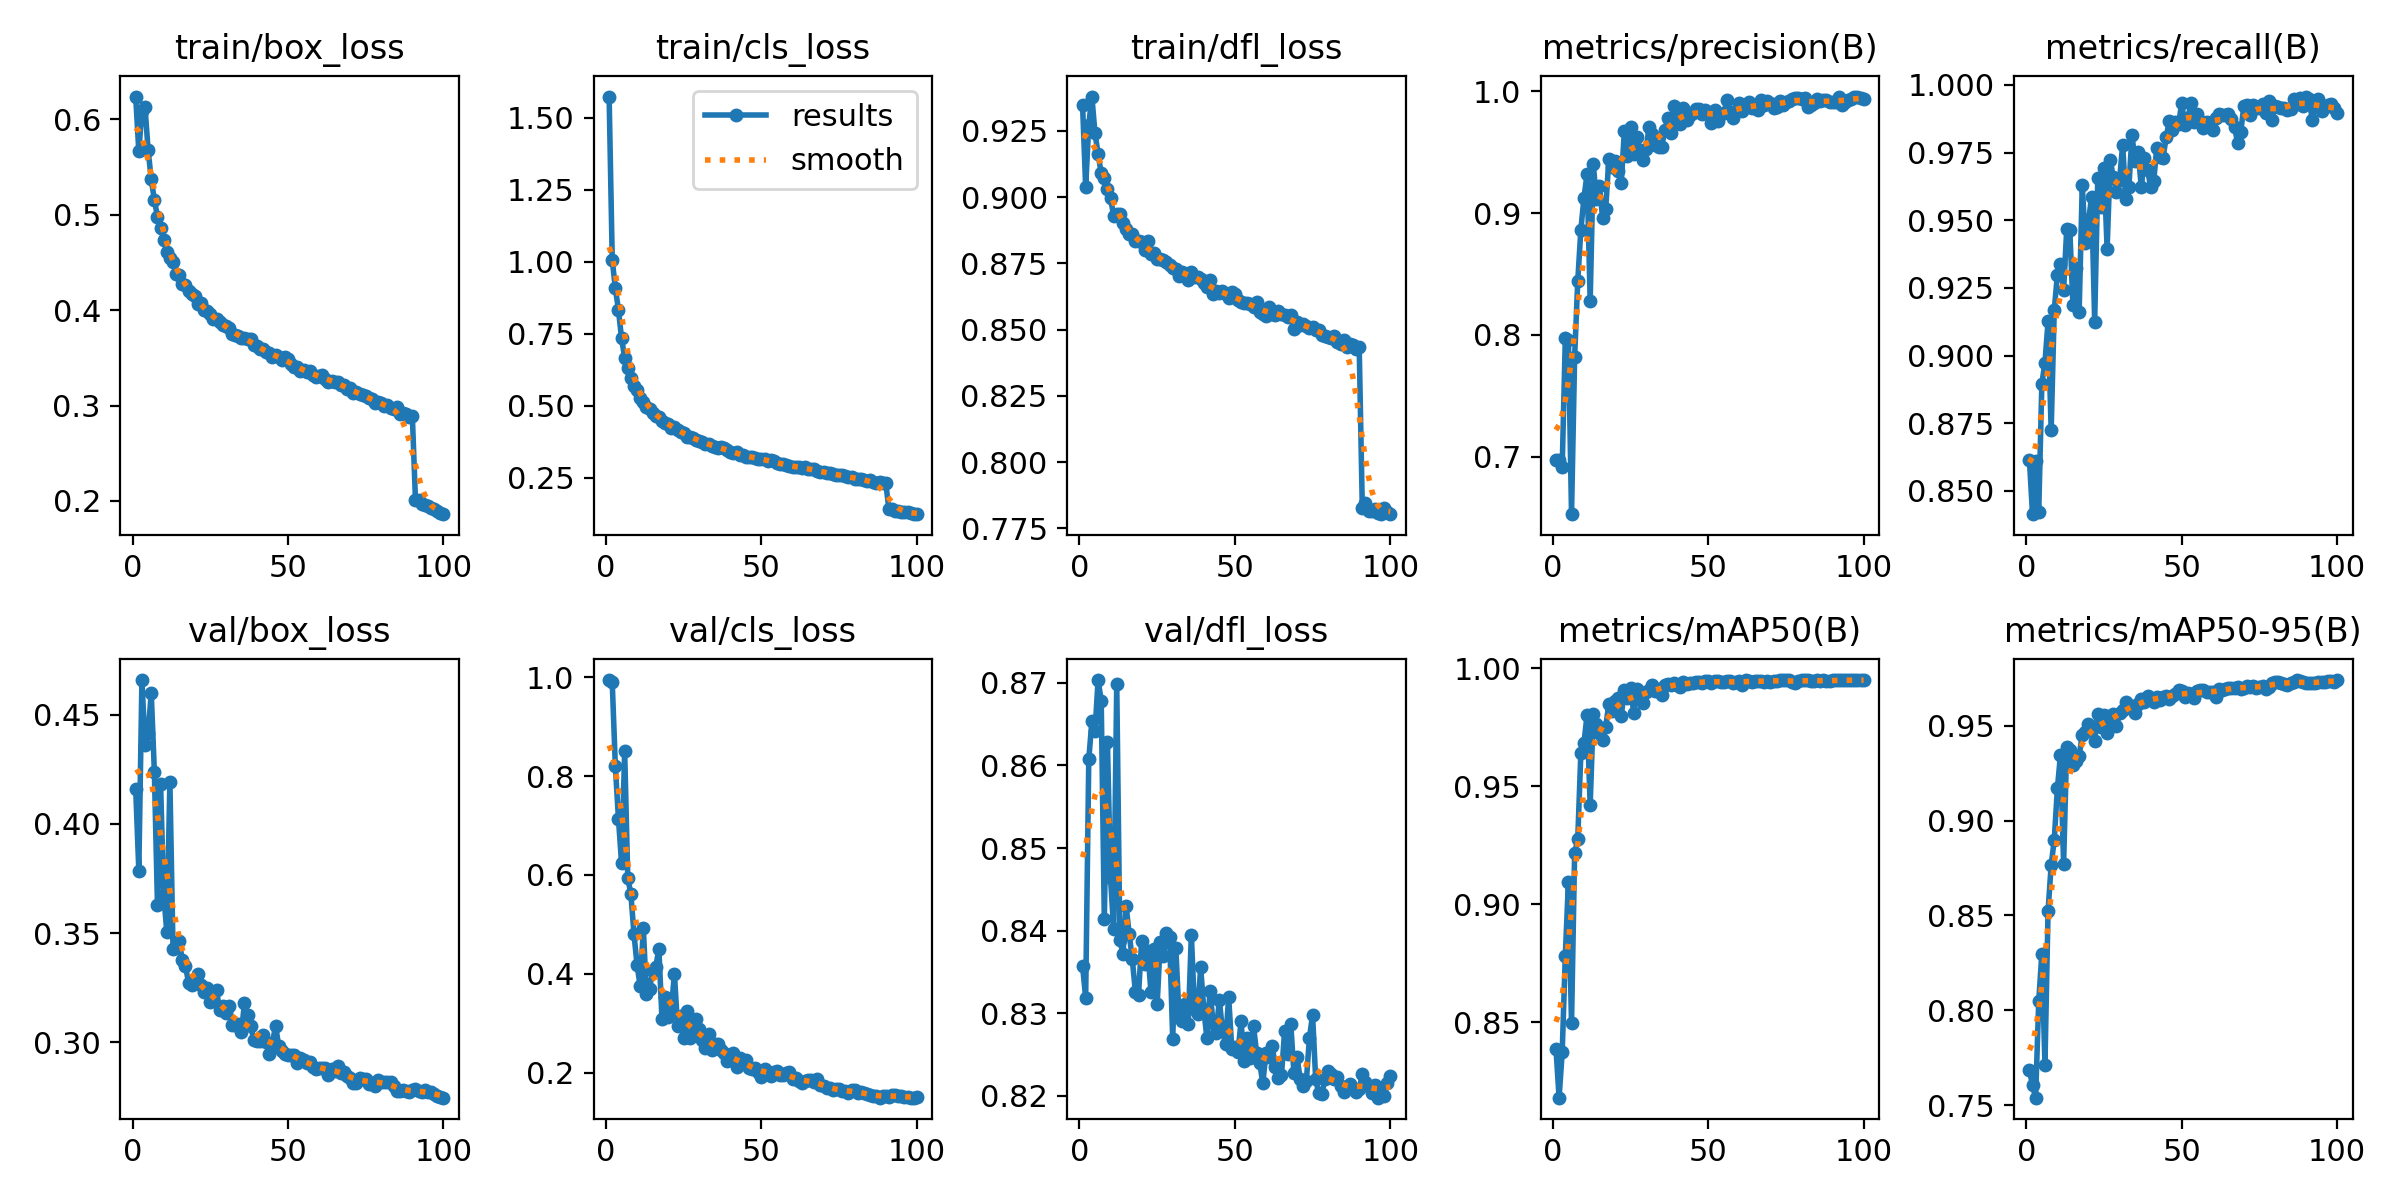 train/box_loss
0.6
0.5
0.4
0.3
0.2
0 50 100
train/cls_loss
results
smooth
1.50
1.25
1.00
0.75
0.50
0.25
0 50 100
train/dfl_loss
0.925
0.900
0.875
0.850
0.825
0.800
0.775
0 50 100
metrics/precision(B)
1.0
0.9
0.8
0.7
0 50 100
metrics/recall(B)
1.000
0.975
0.950
0.925
0.900
0.875
0.850
0 50 100
val/box_loss
0.45
0.40
0.35
0.30
0 50 100
val/cls_loss
1.0
0.8
0.6
0.4
0.2
0 50 100
val/dfl_loss
0.87
0.86
0.85
0.84
0.83
0.82
0 50 100
metrics/mAP50(B)
1.00
0.95
0.90
0.85
0 50 100
metrics/mAP50-95(B)
0.95
0.90
0.85
0.80
0.75
0 50 100